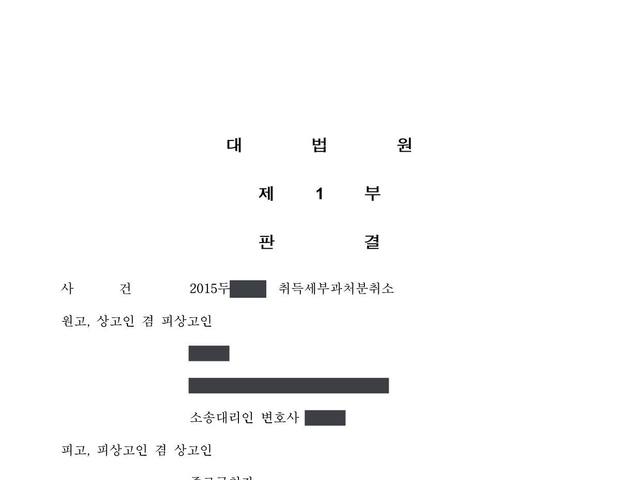 대 법 원
제 1 부
판 결
사 건 2015두 취득세부과처분취소
원고, 상고인 겸 피상고인
소송대리인 변호사
피고, 피상고인 겸 상고인